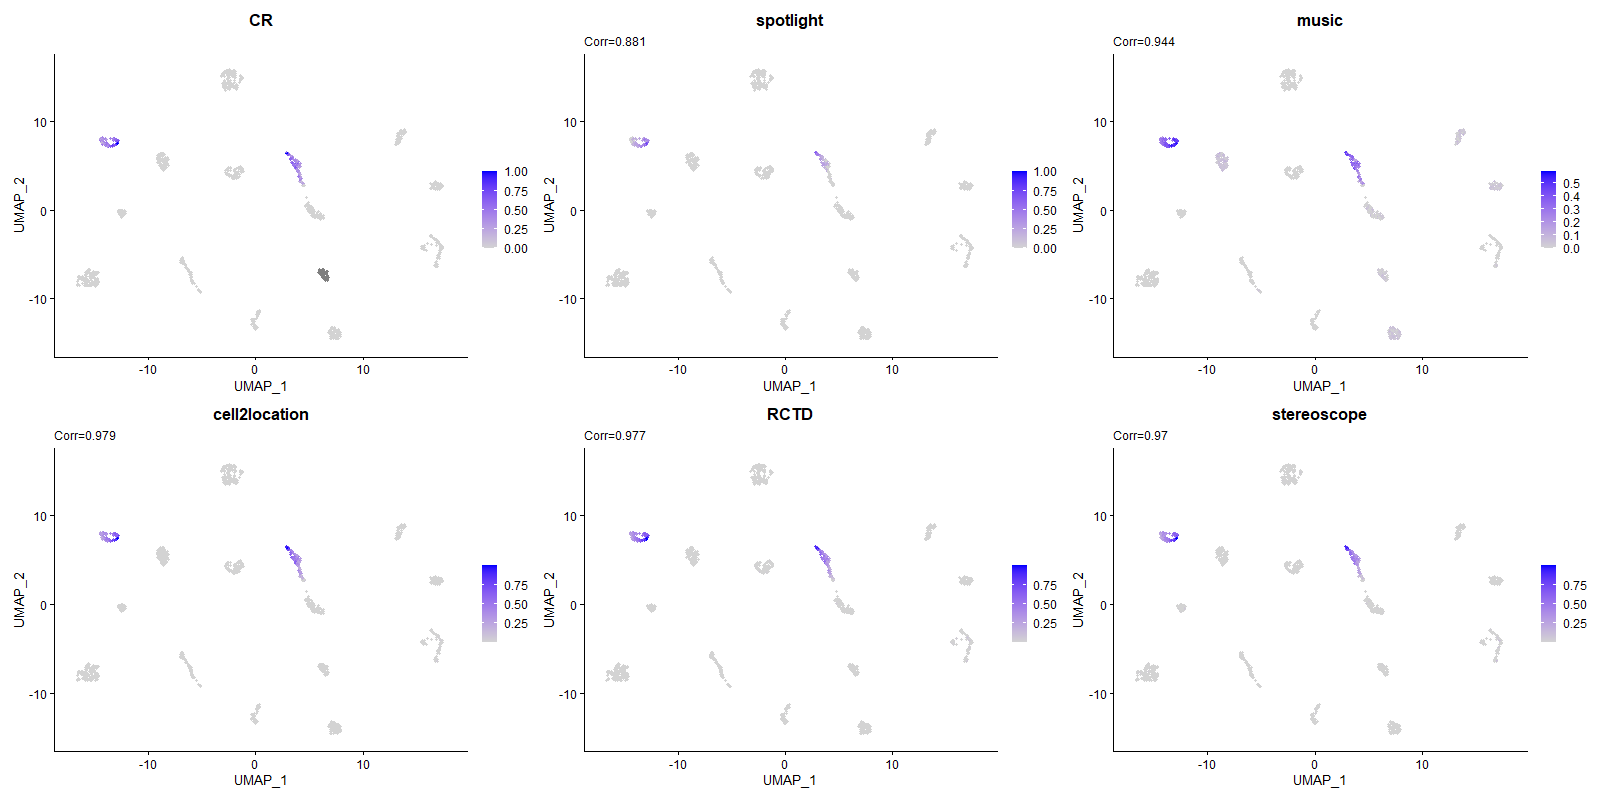 CR
UMAP_2
10
0
-10
-10
0
10
UMAP_1
1.00
0.75
0.50
0.25
0.00
spotlight
Corr=0.881
UMAP_2
10
0
-10
-10
0
10
UMAP_1
1.00
0.75
0.50
0.25
0.00
music
Corr=0.944
UMAP_2
10
0
-10
-10
0
10
UMAP_1
0.5
0.4
0.3
0.2
0.1
0.0
cell2location
Corr=0.979
UMAP_2
10
0
-10
-10
0
10
UMAP_1
0.75
0.50
0.25
RCTD
Corr=0.977
UMAP_2
10
0
-10
-10
0
10
UMAP_1
0.75
0.50
0.25
stereoscope
Corr=0.97
UMAP_2
10
0
-10
-10
0
10
UMAP_1
0.75
0.50
0.25